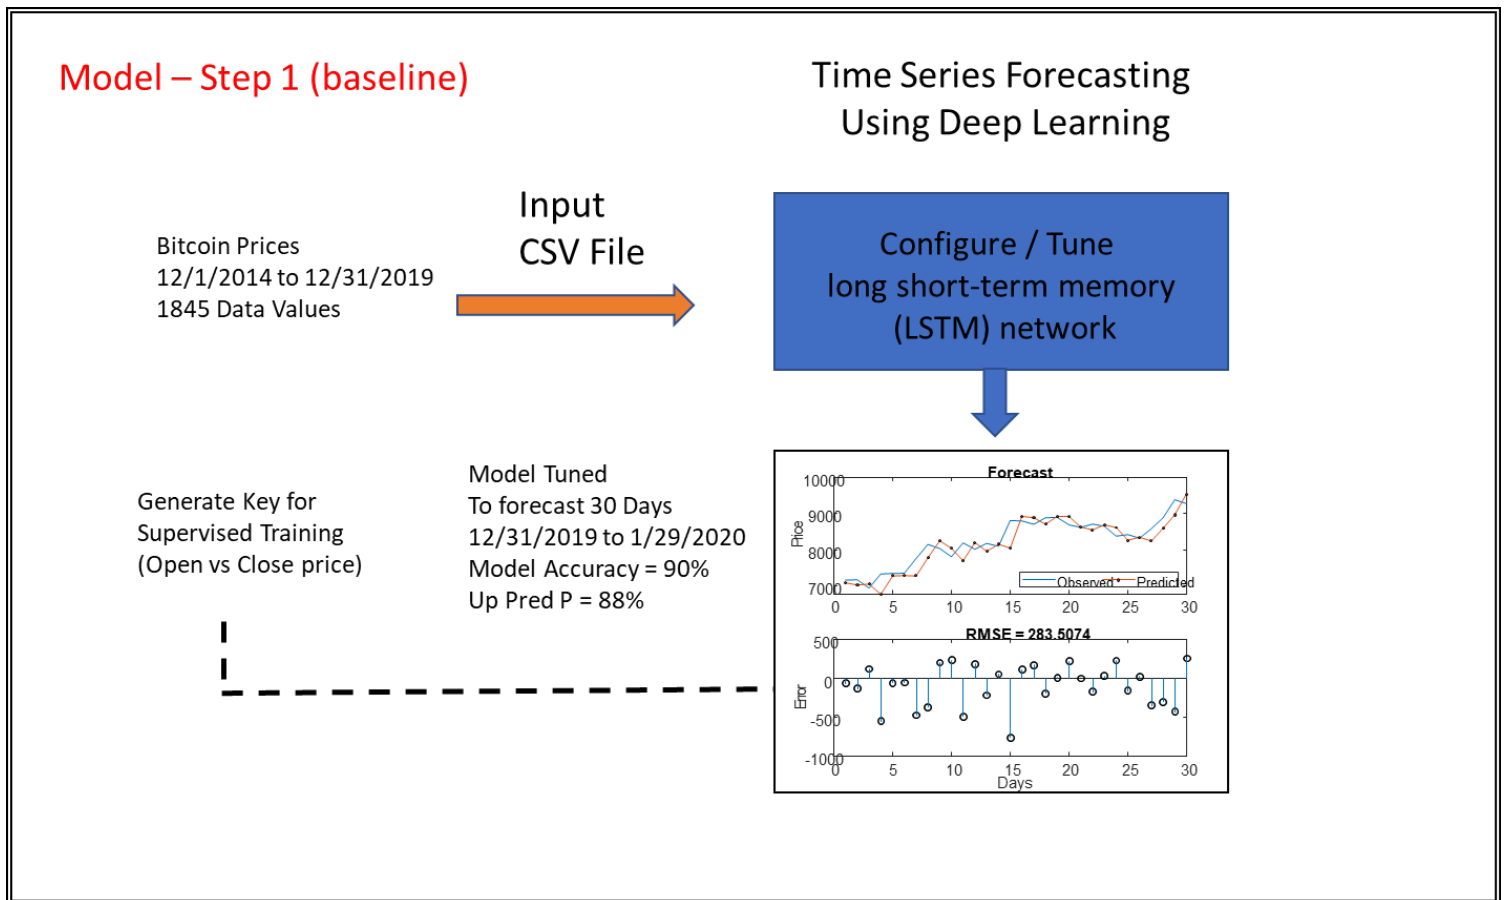 Model – Step 1 (baseline)
Time Series Forecasting
Using Deep Learning
Input
CSV File
Bitcoin Prices
12/1/2014 to 12/31/2019
1845 Data Values
Configure / Tune
long short-term memory
(LSTM) network
Generate Key for
Supervised Training
(Open vs Close price)
Model Tuned
To forecast 30 Days
12/31/2019 to 1/29/2020
Model Accuracy = 90%
Up Pred P = 88%
Forecast
10000
9000
8000
7000
Price
Observed Predicted
0 5 10 15 20 25 30
RMSE = 283.5074
500
0
-500
-1000
Error
0 5 10 15 20 25 30
Days